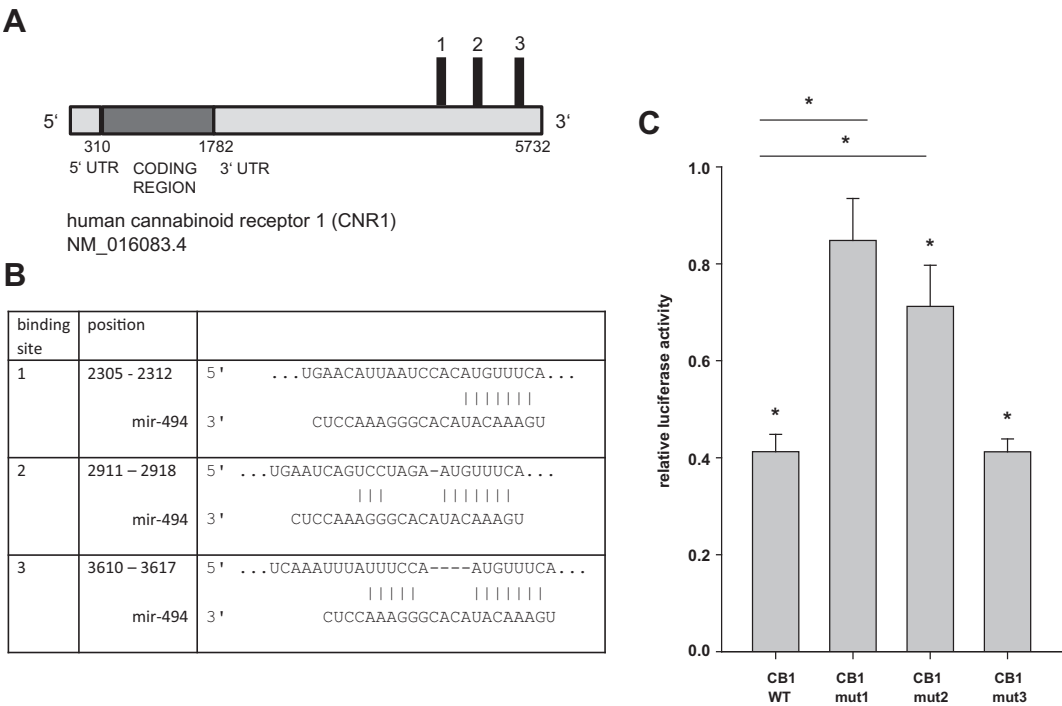 A
1 2 3
5‘ 3‘
310 1782 5732
5‘ UTR CODING REGION 3‘ UTR
human cannabinoid receptor 1 (CNR1)
NM_016083.4
B
binding site position
1 2305 - 2312 5' ...UGAACAUUAAUCCACAUGUUUCA...
|||||||
mir-494 3' CUCCAAAGGGCACAUACAAAGU
2 2911 – 2918 5' ...UGAAUCAGUCCUAGA-AUGUUUCA...
||| |||||||
mir-494 3' CUCCAAAGGGCACAUACAAAGU
3 3610 – 3617 5' ...UCAAAUUUAUUUCCA----AUGUUUCA...
||||| |||||||
mir-494 3' CUCCAAAGGGCACAUACAAAGU
C
*
*
1.0
0.8
0.6
0.4
0.2
0.0
relative luciferase activity
* * *
CB1 WT
CB1 mut1
CB1 mut2
CB1 mut3